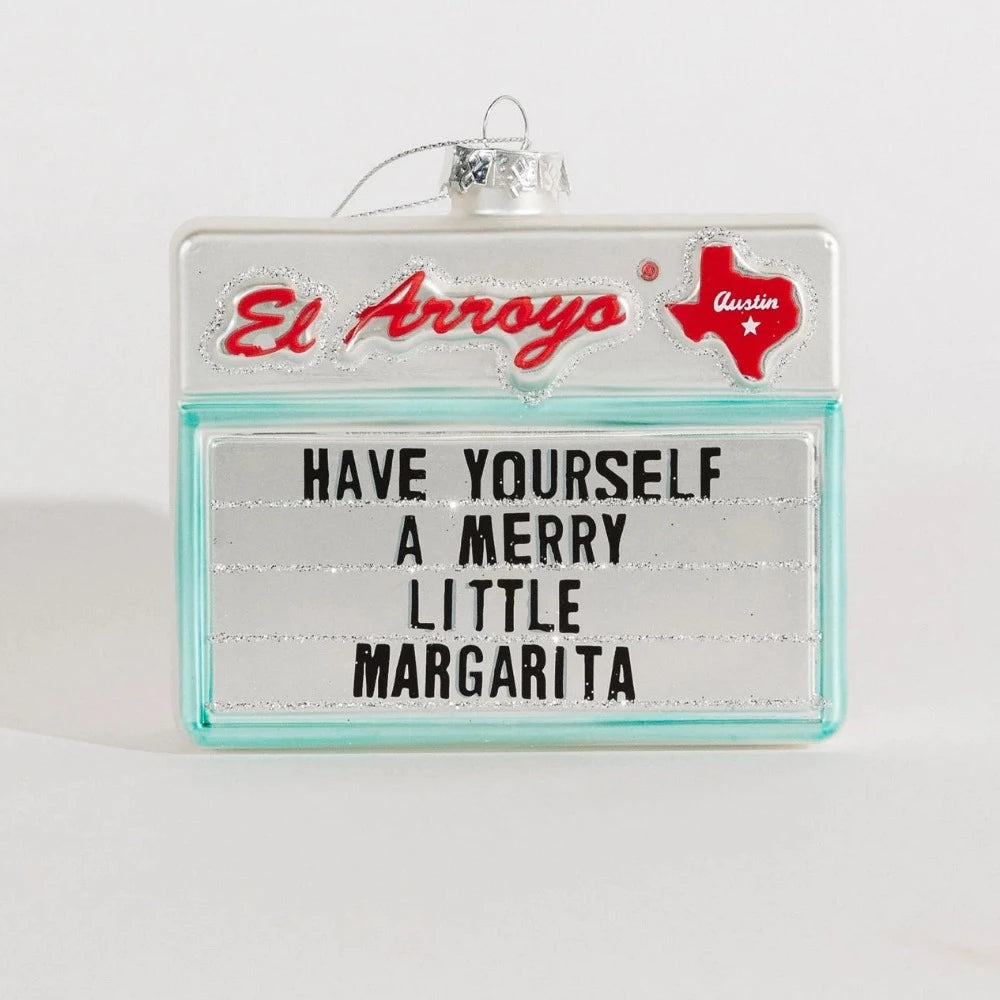 El Arroyo®
Austin
HAVE YOURSELF
A MERRY
LITTLE
MARGARITA